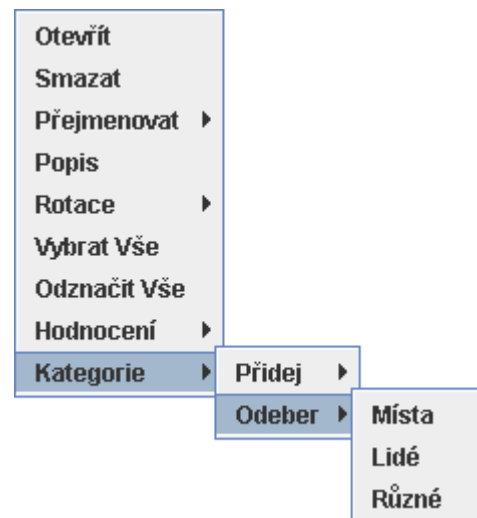 Otevřít
Smazat
Přejmenovat
Popis
Rotace
Vybrat Vše
Odznačit Vše
Hodnocení
Kategorie
Přidej
Odeber
Místa
Lidé
Různé